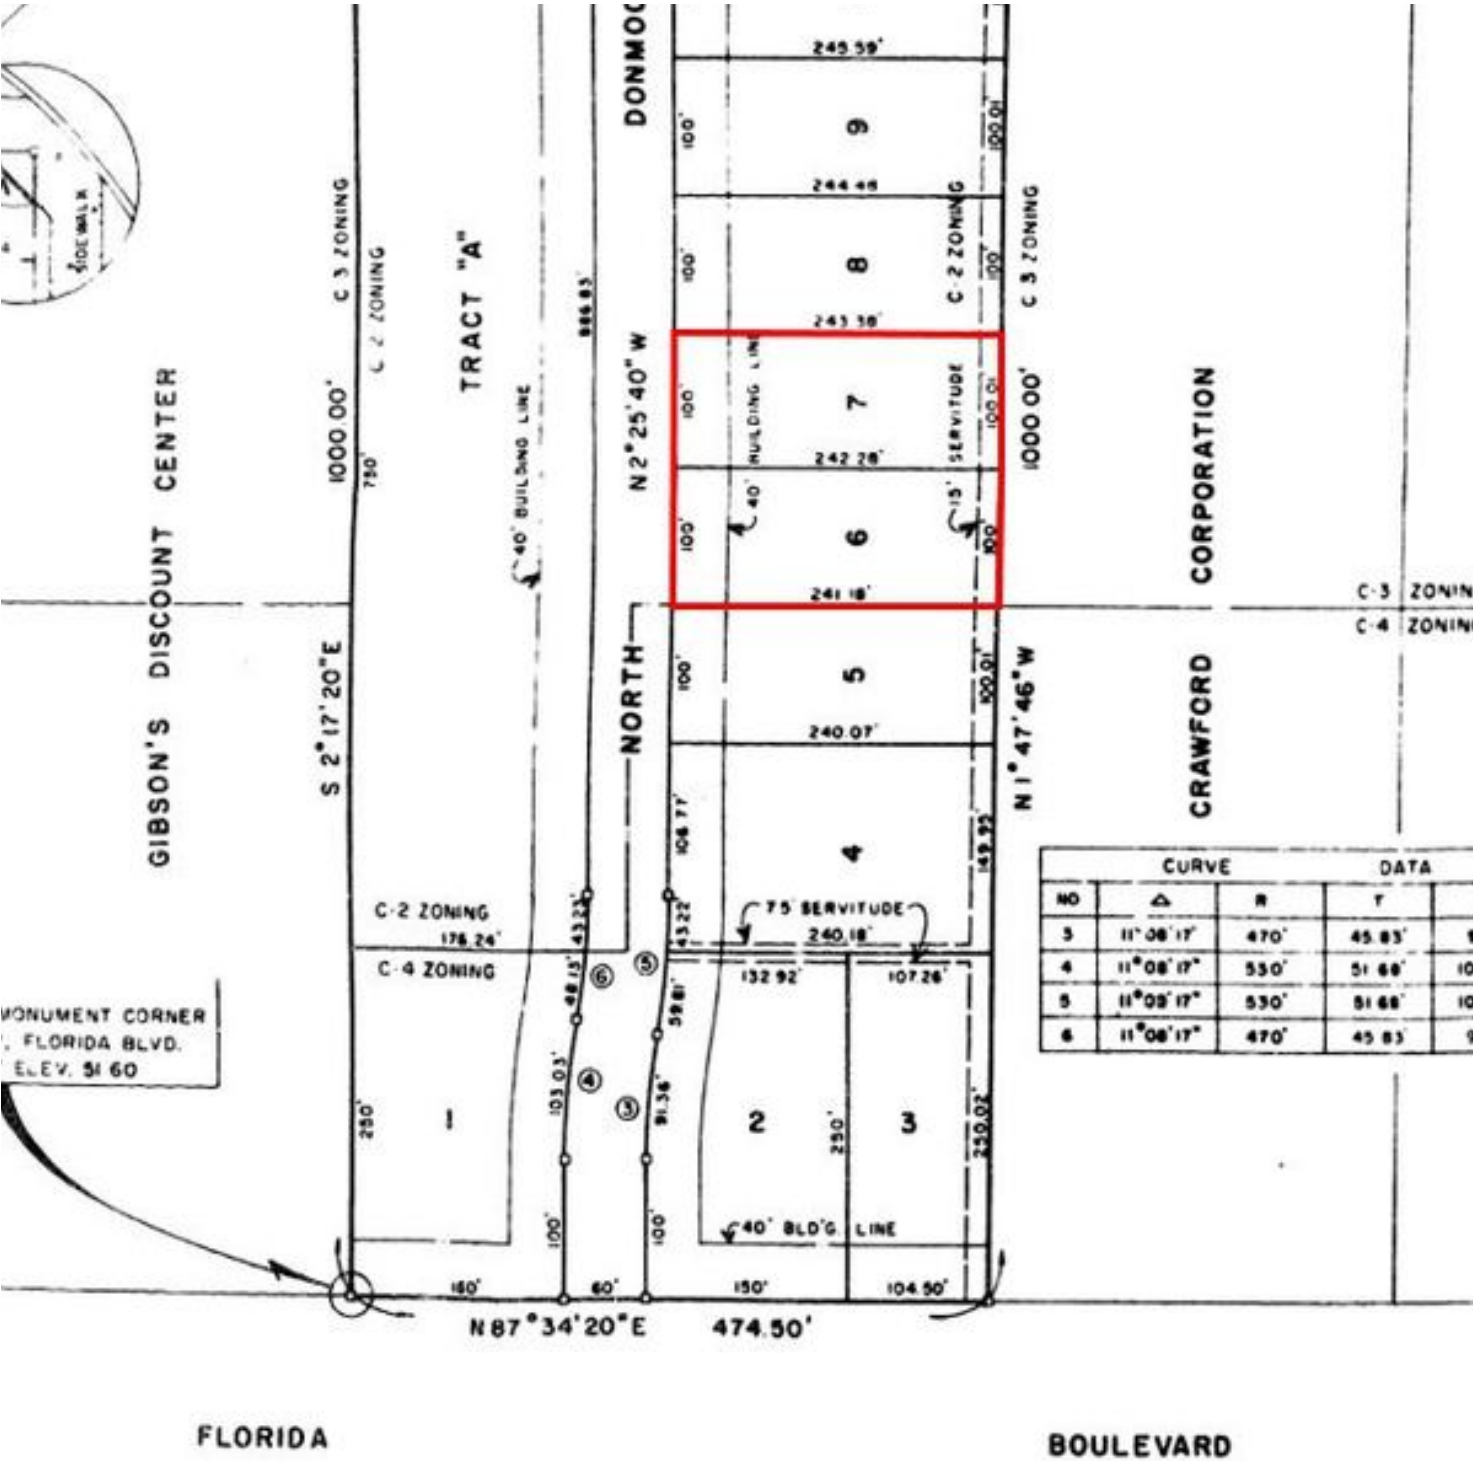 245.59'
DONMOO
100'
9
100.01
244.48
SIDEWALK
C 3 ZONING
C 2 ZONING
TRACT "A"
886.83'
100'
8
C-2 ZONING
100'
C 3 ZONING
243.38'
GIBSON'S DISCOUNT CENTER
1000.00'
750'
40' BUILDING LINE
N 2° 25' 40" W
100'
40' BUILDING LINE
7
15' SERVITUDE
100.01
1000.00'
CRAWFORD CORPORATION
242.28'
100'
6
100'
241.18'
C-3 ZONIN
C-4 ZONIN
S 2° 17' 20" E
NORTH
100'
5
100.01'
N 1° 47' 46" W
240.07'
106.77'
4
149.95'
CURVE DATA
NO △ R T
3 11° 08' 17" 470' 45.83'
4 11° 08' 17" 530' 51.68' 10
5 11° 08' 17" 530' 51.68' 10
6 11° 08' 17" 470' 45.83'
C-2 ZONING
176.24'
C-4 ZONING
43.23'
43.22'
7.5' SERVITUDE
240.18'
48.15'
6
5
59.81'
132.92'
107.26'
MONUMENT CORNER
FLORIDA BLVD.
ELEV. 51.60
250'
1
103.03'
4
3
91.36'
2
250'
3
250.02'
100'
100'
40' BLD'G. LINE
160'
60'
150'
104.50'
N 87° 34' 20" E 474.50'
FLORIDA BOULEVARD